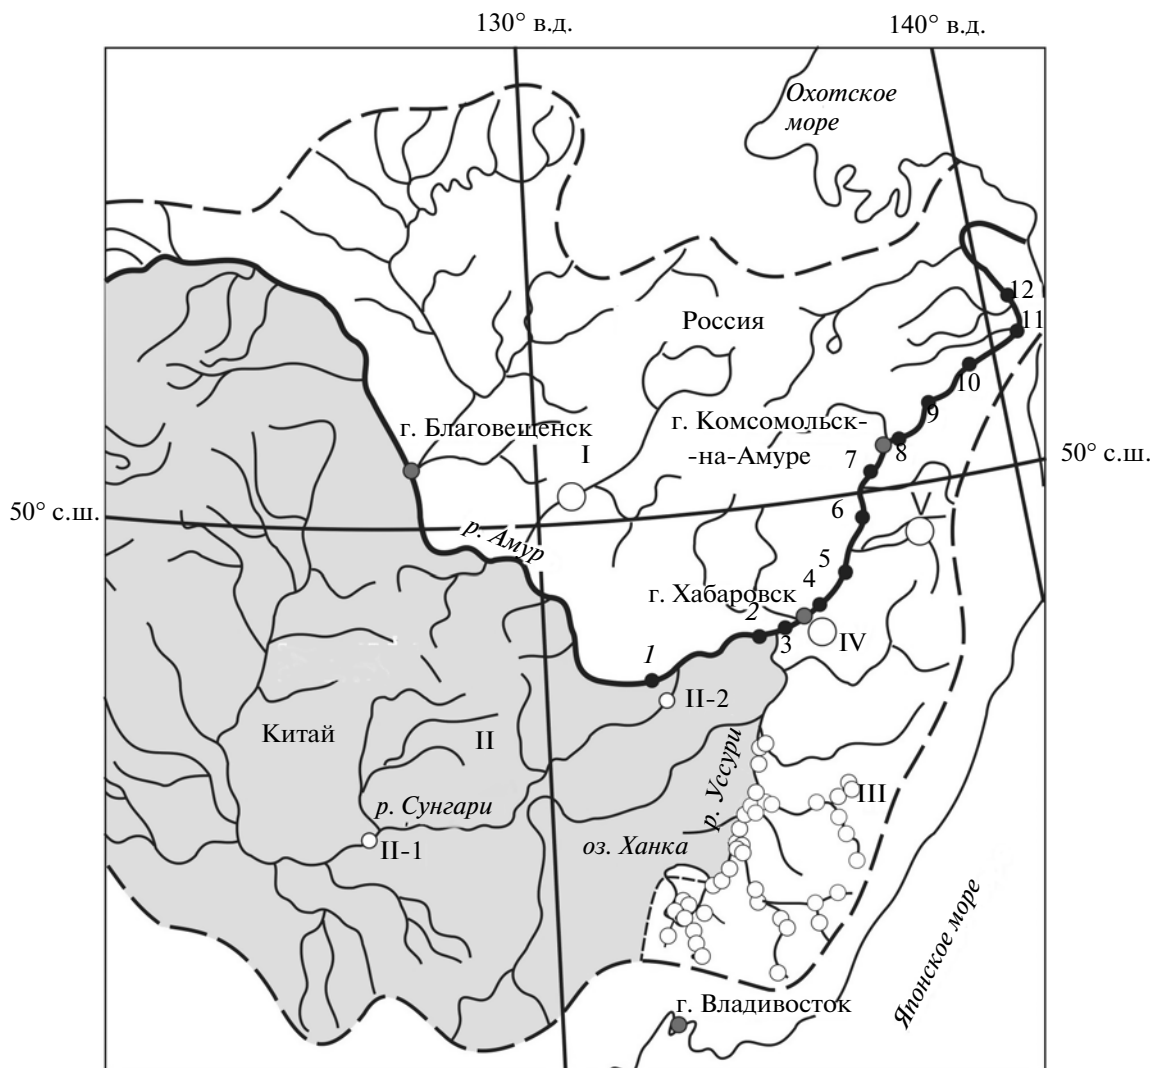 130° в.д.
140° в.д.
Охотское
море
12
11
Россия
10
9
г. Благовещенск
г. Комсомольск-
-на-Амуре
8
I
7
50° с.ш.
50° с.ш.
V
6
р. Амур
5
4
г. Хабаровск
2
3
IV
1
II-2
Китай
II
р. Уссури
III
р. Сунгари
II-1
оз. Ханка
Японское море
г. Владивосток